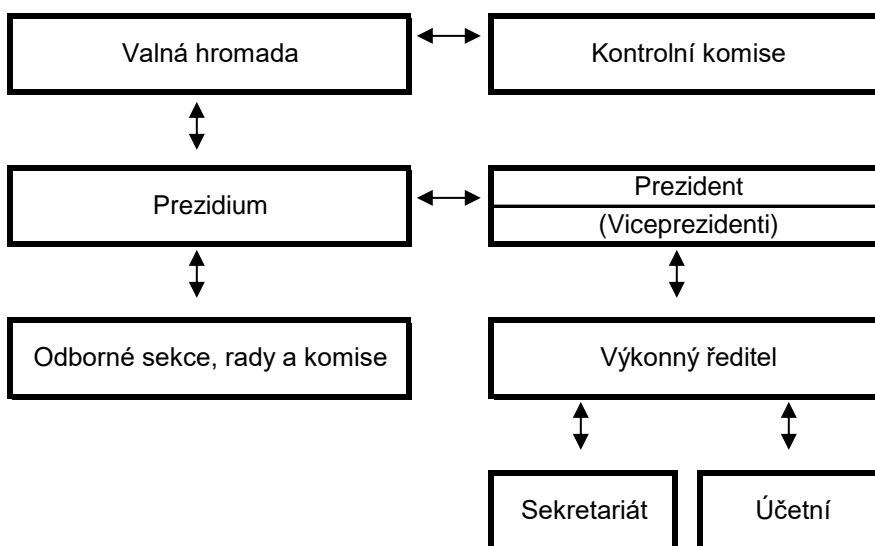 Valná hromada
Kontrolní komise
Prezidium
Prezident
(Viceprezidenti)
Odborné sekce, rady a komise
Výkonný ředitel
Sekretariát
Účetní